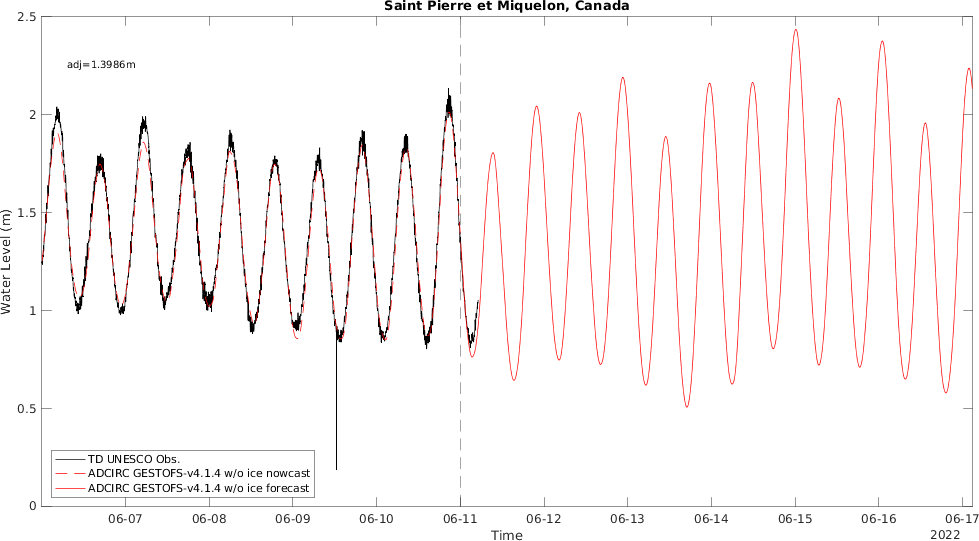 Saint Pierre et Miquelon, Canada
2.5
adj=1.3986m
2
1.5
Water Level (m)
1
0.5
TD UNESCO Obs.
ADCIRC GESTOFS-v4.1.4 w/o ice nowcast
ADCIRC GESTOFS-v4.1.4 w/o ice forecast
0
06-07 06-08 06-09 06-10 06-11 06-12 06-13 06-14 06-15 06-16 06-17
Time
2022